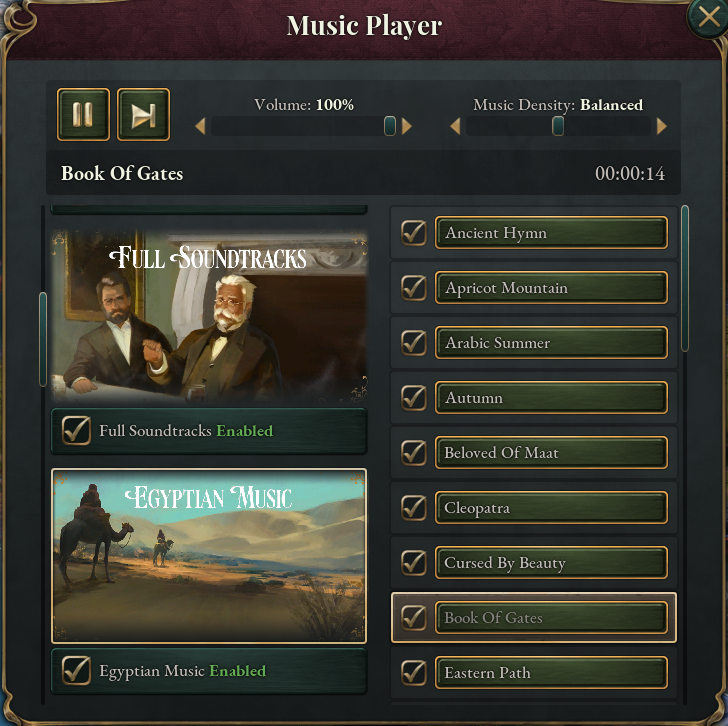 Music Player
Volume: 100%
Music Density: Balanced
Book Of Gates
00:00:14
Full Soundtracks
Full Soundtracks Enabled
Egyptian Music
Egyptian Music Enabled
Ancient Hymn
Apricot Mountain
Arabic Summer
Autumn
Beloved Of Maat
Cleopatra
Cursed By Beauty
Book Of Gates
Eastern Path